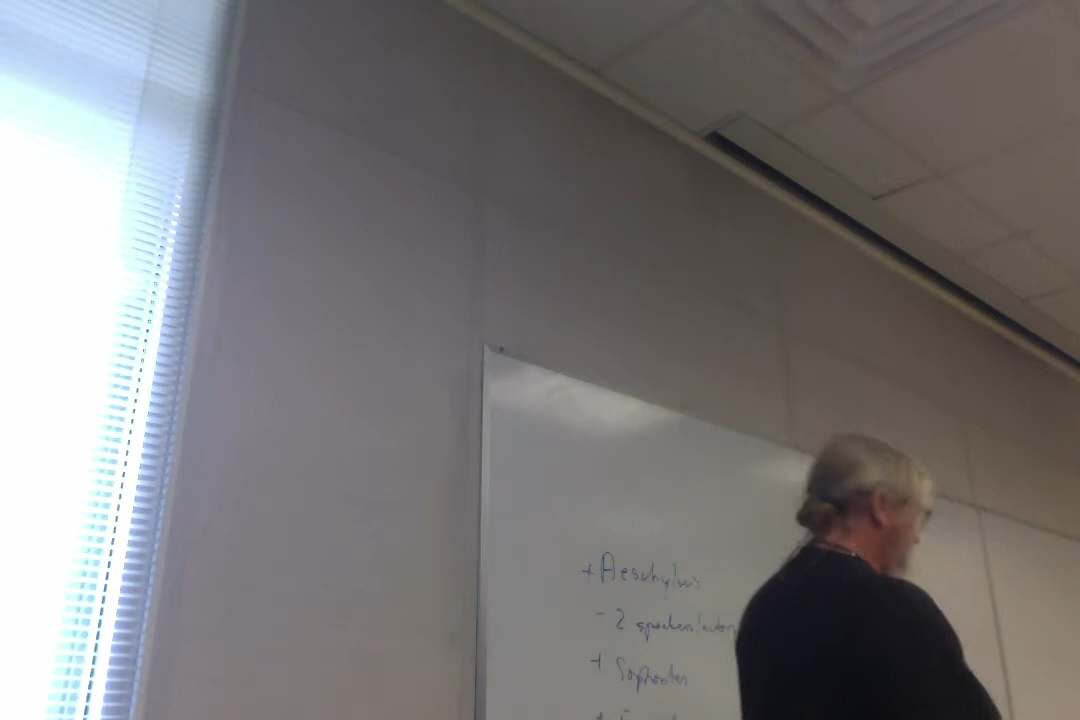 + Aeschylus
- 2 speakers/actors
+ Sophocles
+